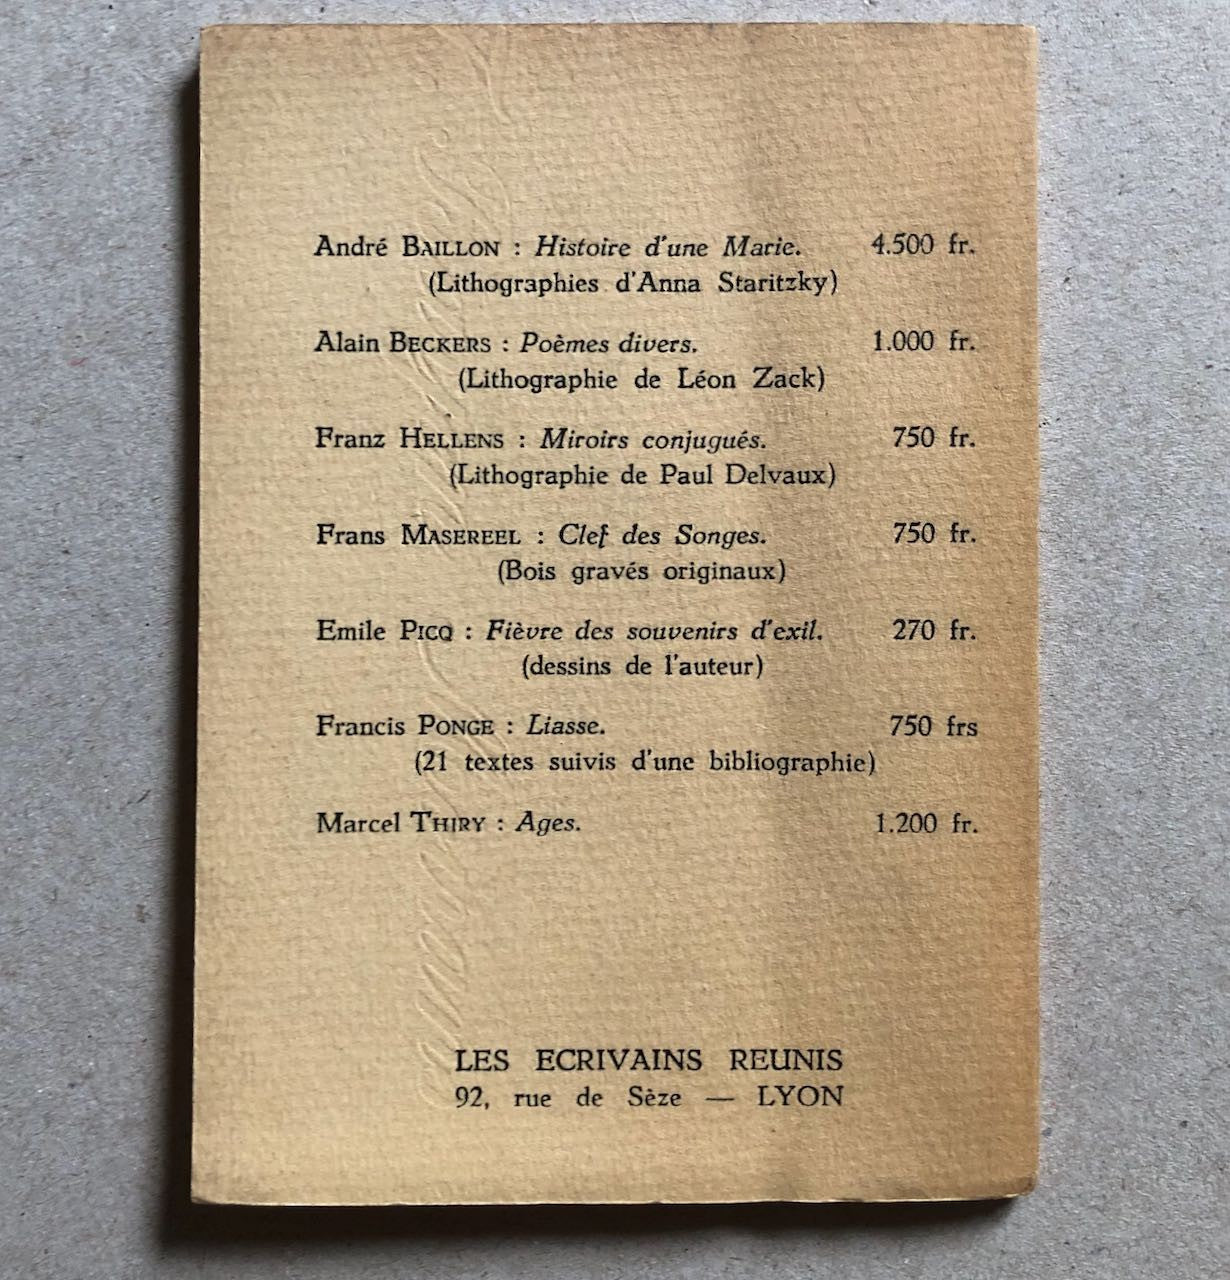 André BAILLON : Histoire d'une Marie. 4.500 fr.
(Lithographies d'Anna Staritzky)
Alain BECKERS : Poèmes divers. 1.000 fr.
(Lithographie de Léon Zack)
Franz HELLENS : Miroirs conjugués. 750 fr.
(Lithographie de Paul Delvaux)
Frans MASEREEL : Clef des Songes. 750 fr.
(Bois gravés originaux)
Emile PICQ : Fièvre des souvenirs d'exil. 270 fr.
(dessins de l'auteur)
Francis PONGE : Liasse. 750 frs
(21 textes suivis d'une bibliographie)
Marcel THIRY : Ages. 1.200 fr.
LES ECRIVAINS REUNIS
92, rue de Sèze — LYON